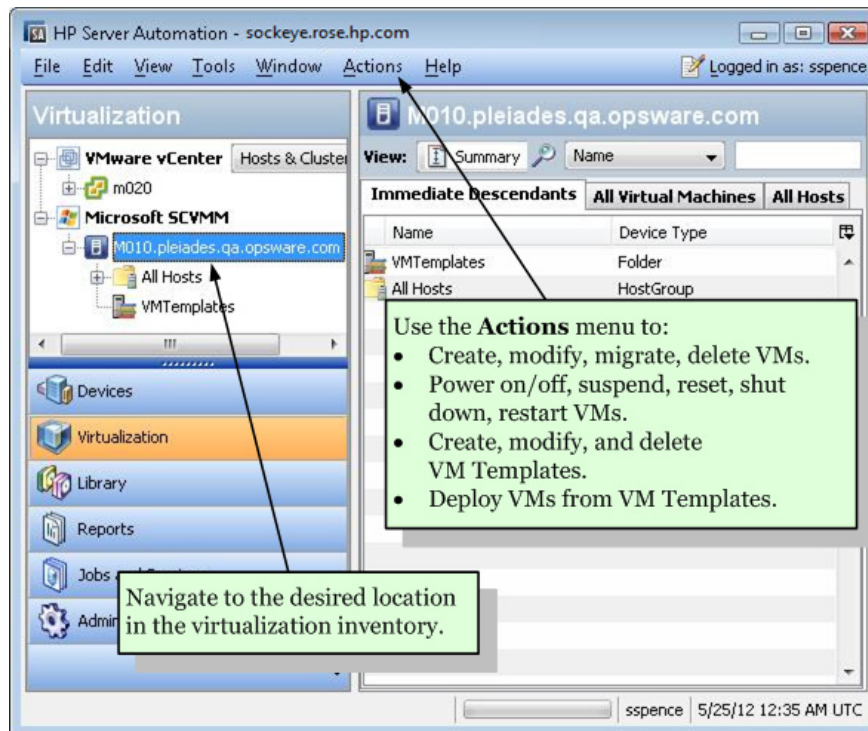 HP Server Automation - sockeye.rose.hp.com
File Edit View Tools Window Actions Help
Logged in as: sspence
Virtualization
VMware vCenter Hosts & Cluster
m020
Microsoft SCVMM
M010.pleiades.qa.opsware.com
All Hosts
VMTemplates
Devices
Virtualization
Library
Reports
Jobs
Admin
Navigate to the desired location
in the virtualization inventory.
M010.pleiades.qa.opsware.com
View: Summary Name
Immediate Descendants All Virtual Machines All Hosts
Name Device Type
VMTemplates Folder
All Hosts HostGroup
Use the Actions menu to:
• Create, modify, migrate, delete VMs.
• Power on/off, suspend, reset, shut
down, restart VMs.
• Create, modify, and delete
VM Templates.
• Deploy VMs from VM Templates.
sspence 5/25/12 12:35 AM UTC